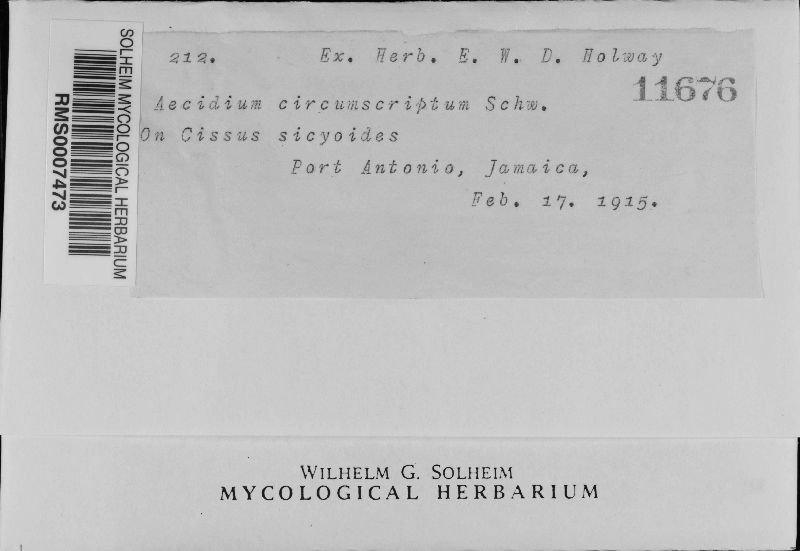 SOLHEIM MYCOLOGICAL HERBARIUM
RMS0007473
212. Ex. Herb. E. W. D. Holway
11676
Aecidium circumscriptum Schw.
On Cissus sicyoides
Port Antonio, Jamaica,
Feb. 17. 1915.
WILHELM G. SOLHEIM
MYCOLOGICAL HERBARIUM